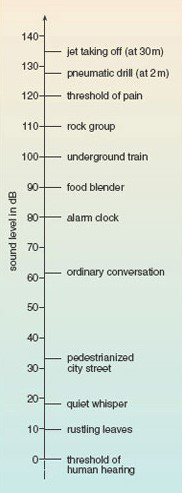 140
jet taking off (at 30m)
130
pneumatic drill (at 2m)
120
threshold of pain
110
rock group
100
underground train
90
food blender
80
alarm clock
70
sound level in dB
60
ordinary conversation
50
40
pedestrianized
city street
30
20
quiet whisper
10
rustling leaves
0
threshold of
human hearing